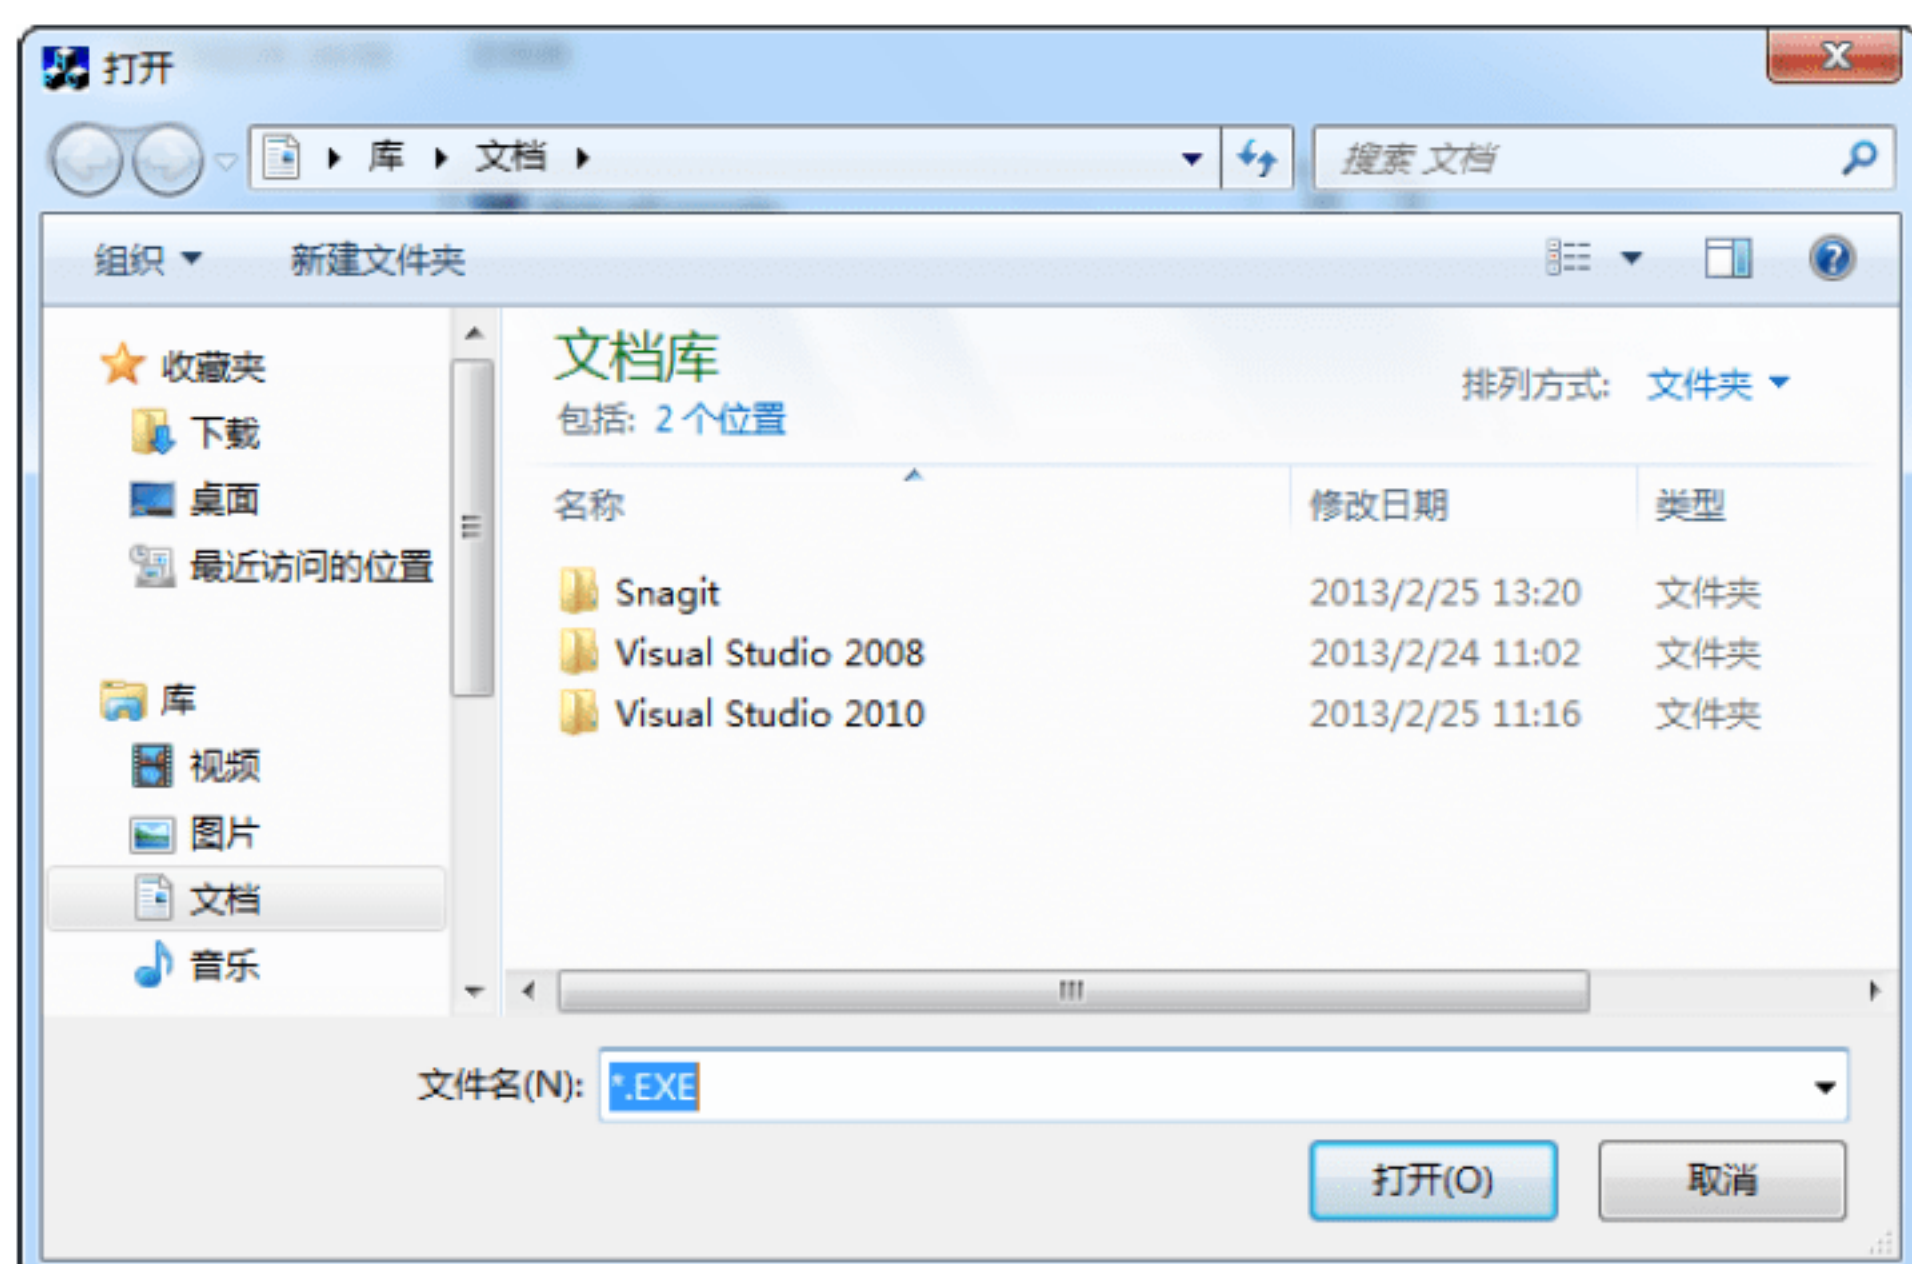 打开
库 文档
搜索 文档
组织 新建文件夹
收藏夹
下载
桌面
最近访问的位置
库
视频
图片
文档
音乐
文档库
包括: 2 个位置
排列方式: 文件夹
名称 修改日期 类型
Snagit 2013/2/25 13:20 文件夹
Visual Studio 2008 2013/2/24 11:02 文件夹
Visual Studio 2010 2013/2/25 11:16 文件夹
文件名(N): *.EXE
打开(O) 取消